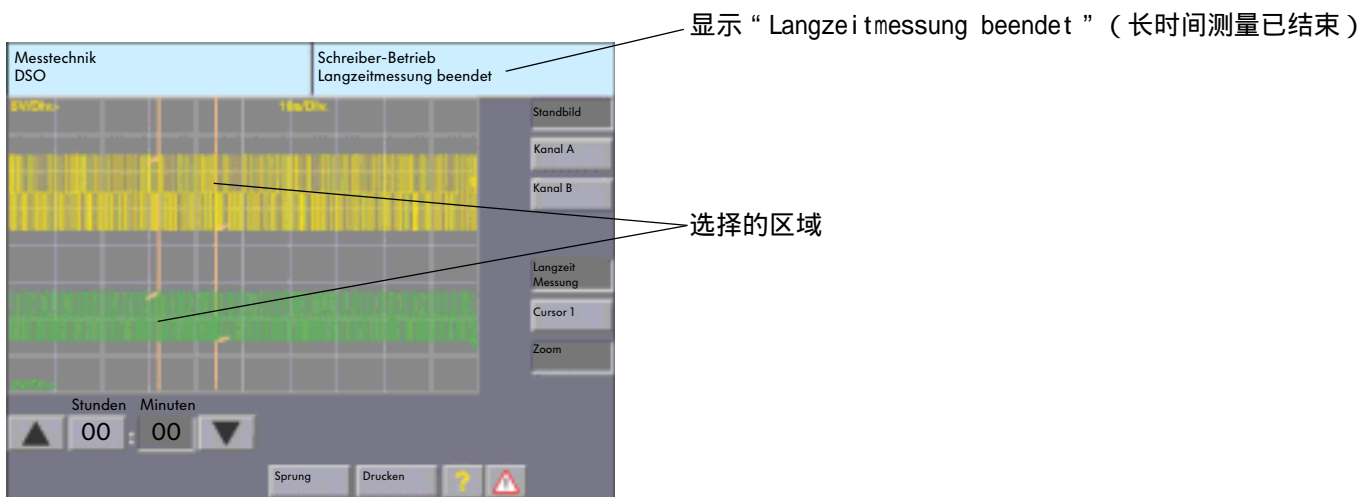 显示“Langzeitmessung beendet”(长时间测量已结束)
Messtechnik
DSO
Schreiber-Betrieb
Langzeitmessung beendet
10s/Div.
Standbild
Kanal A
Kanal B
选择的区域
Langzeit
Messung
Cursor 1
Zoom
Stunden Minuten
00 : 00
Sprung
Drucken
?